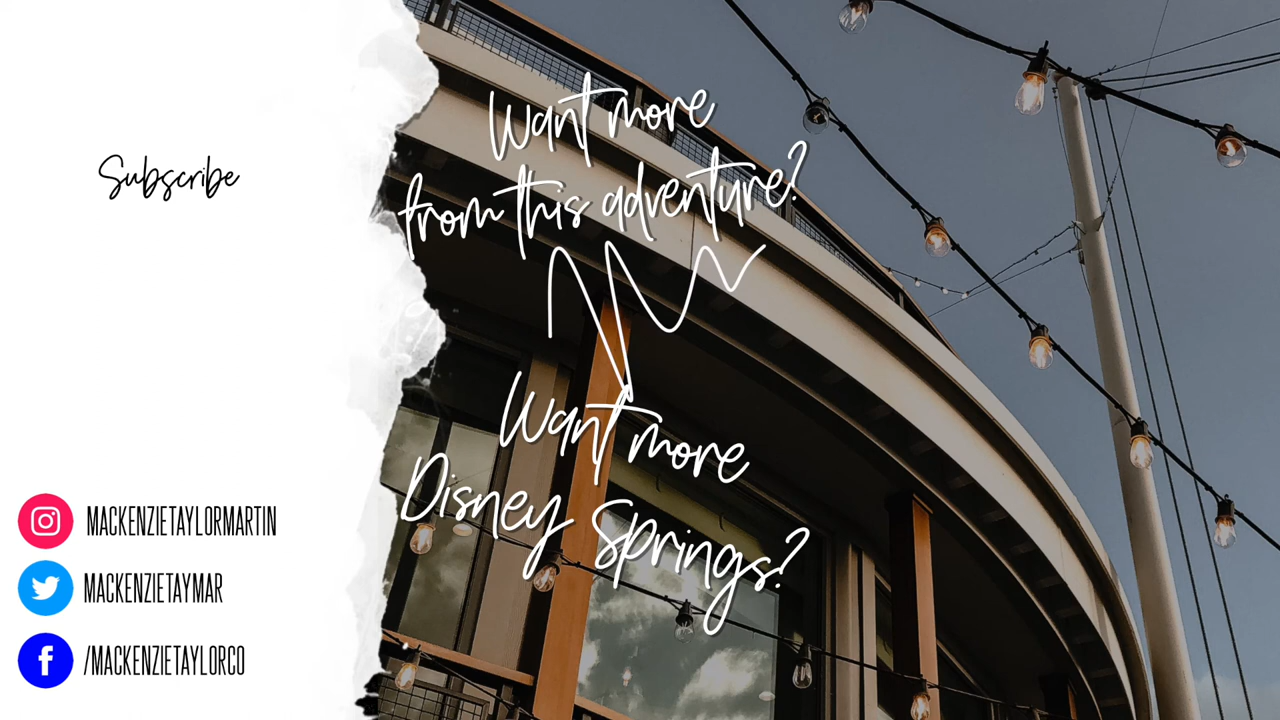 Subscribe
Want more
from this adventure?
Want more
Disney Springs?
MACKENZIETAYLORMARTIN
MACKENZIETAYMAR
/MACKENZIETAYLORCO